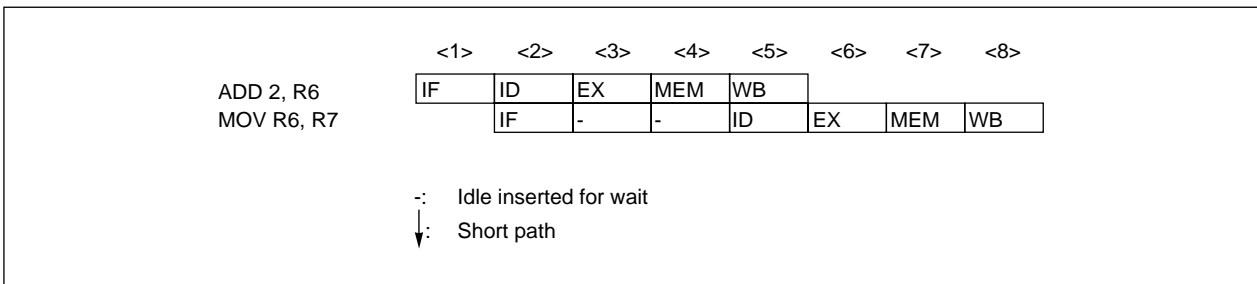 <1> <2> <3> <4> <5> <6> <7> <8>
ADD 2, R6 IF ID EX MEM WB
MOV R6, R7 IF - - ID EX MEM WB
-: Idle inserted for wait
: Short path